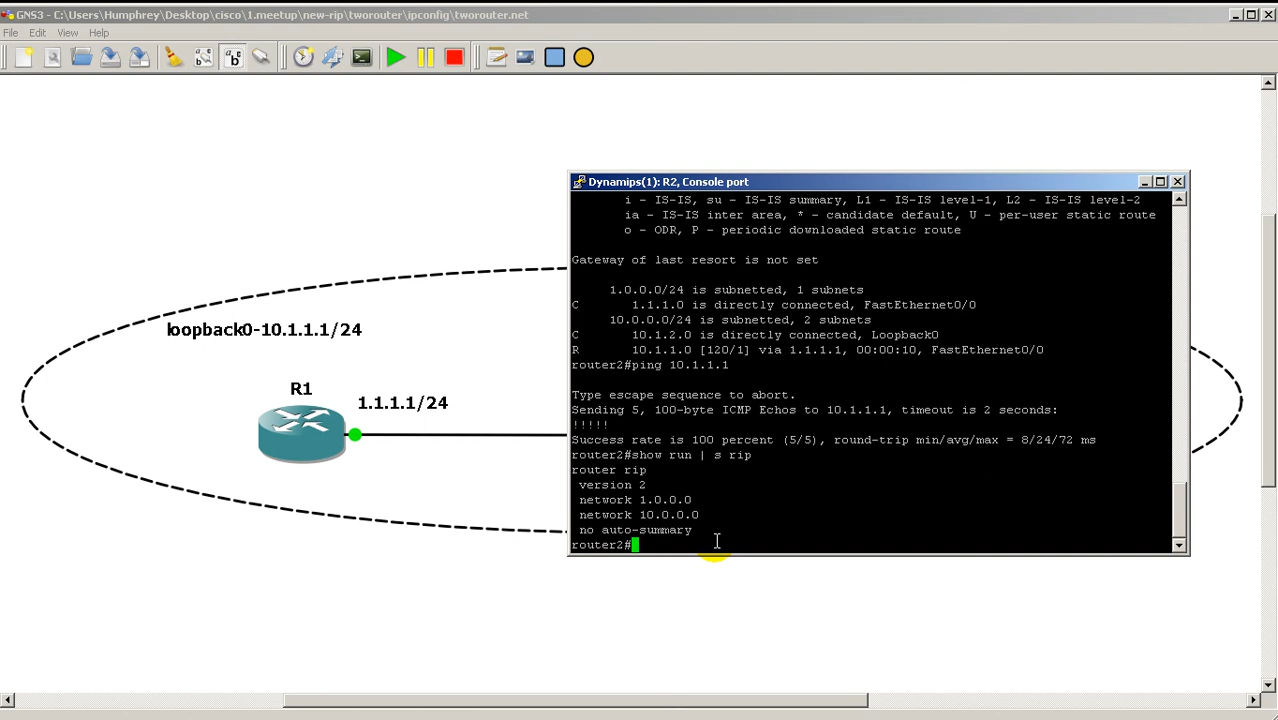 GNS3 - C:\Users\Humphrey\Desktop\cisco\1.meetup\new-rip\tworouter\ipconfig\tworouter.net
File Edit View Help
loopback0-10.1.1.1/24
R1
1.1.1.1/24
Dynamips(1): R2, Console port
i - IS-IS, su - IS-IS summary, L1 - IS-IS level-1, L2 - IS-IS level-2
ia - IS-IS inter area, * - candidate default, U - per-user static route
o - ODR, P - periodic downloaded static route
Gateway of last resort is not set
1.0.0.0/24 is subnetted, 1 subnets
C 1.1.1.0 is directly connected, FastEthernet0/0
10.0.0.0/24 is subnetted, 2 subnets
C 10.1.2.0 is directly connected, Loopback0
R 10.1.1.0 [120/1] via 1.1.1.1, 00:00:10, FastEthernet0/0
router2#ping 10.1.1.1
Type escape sequence to abort.
Sending 5, 100-byte ICMP Echos to 10.1.1.1, timeout is 2 seconds:
!!!!!
Success rate is 100 percent (5/5), round-trip min/avg/max = 8/24/72 ms
router2#show run | s rip
router rip
version 2
network 1.0.0.0
network 10.0.0.0
no auto-summary
router2#